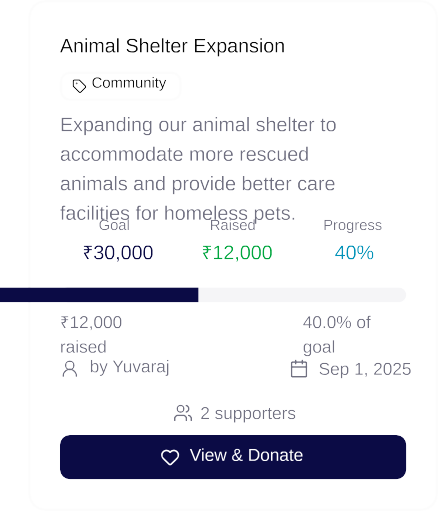 Animal Shelter Expansion
Community
Expanding our animal shelter to
accommodate more rescued
animals and provide better care
facilities for homeless pets.
Goal Raised Progress
₹30,000 ₹12,000 40%
₹12,000 raised
40.0% of goal
by Yuvaraj Sep 1, 2025
2 supporters
View & Donate